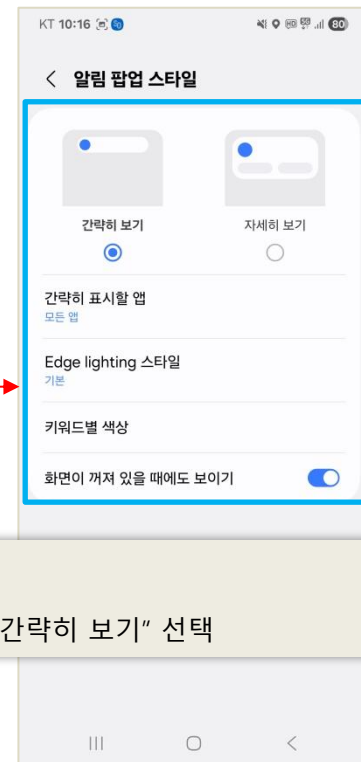 KT 10:16
80
알림 팝업 스타일
간략히 보기
자세히 보기
간략히 표시할 앱
모든 앱
Edge lighting 스타일
기본
키워드별 색상
화면이 꺼져 있을 때에도 보이기
간략히 보기" 선택